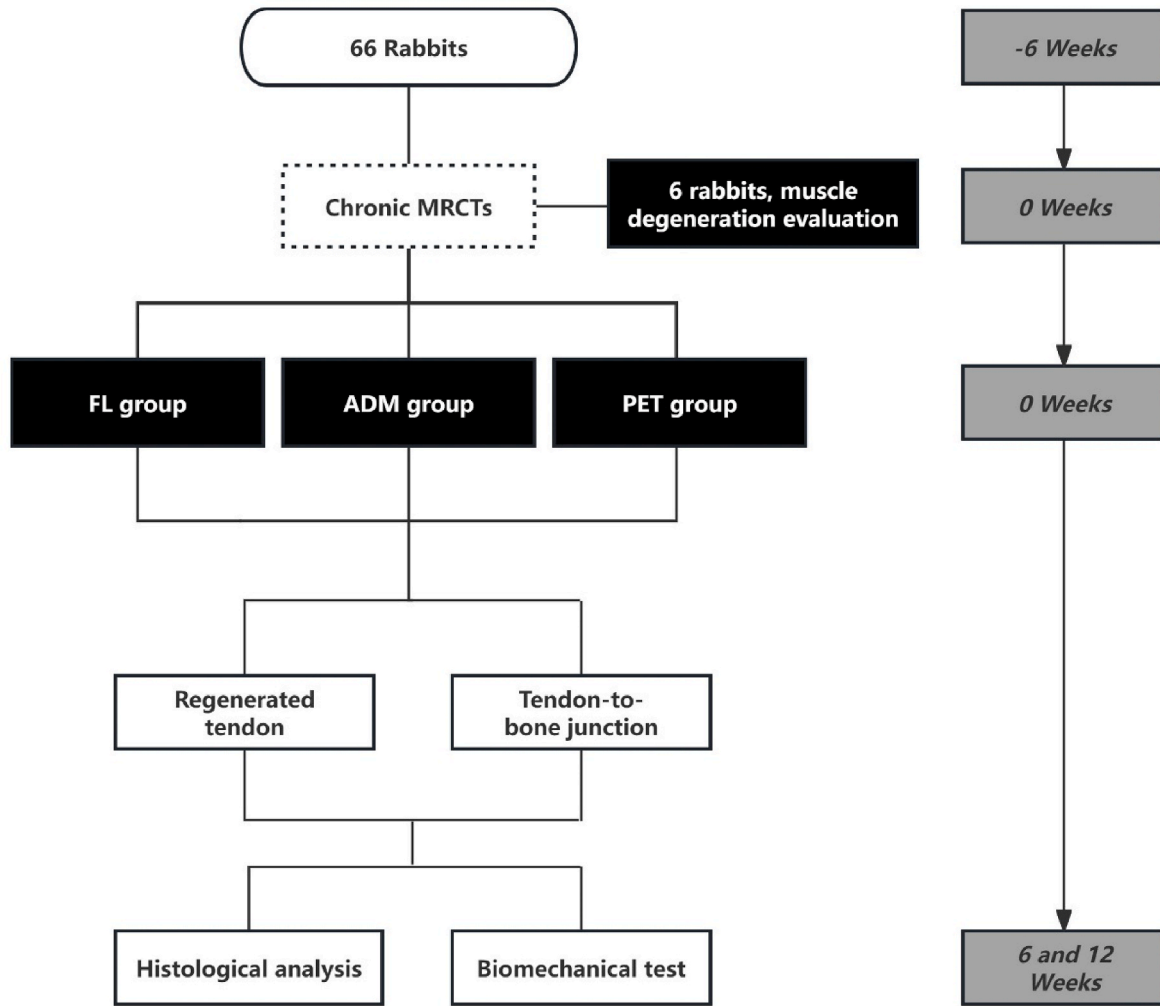 66 Rabbits
-6 Weeks
Chronic MRCTs
6 rabbits, muscle
degeneration evaluation
0 Weeks
FL group
ADM group
PET group
0 Weeks
Regenerated
tendon
Tendon-to-
bone junction
Histological analysis
Biomechanical test
6 and 12
Weeks